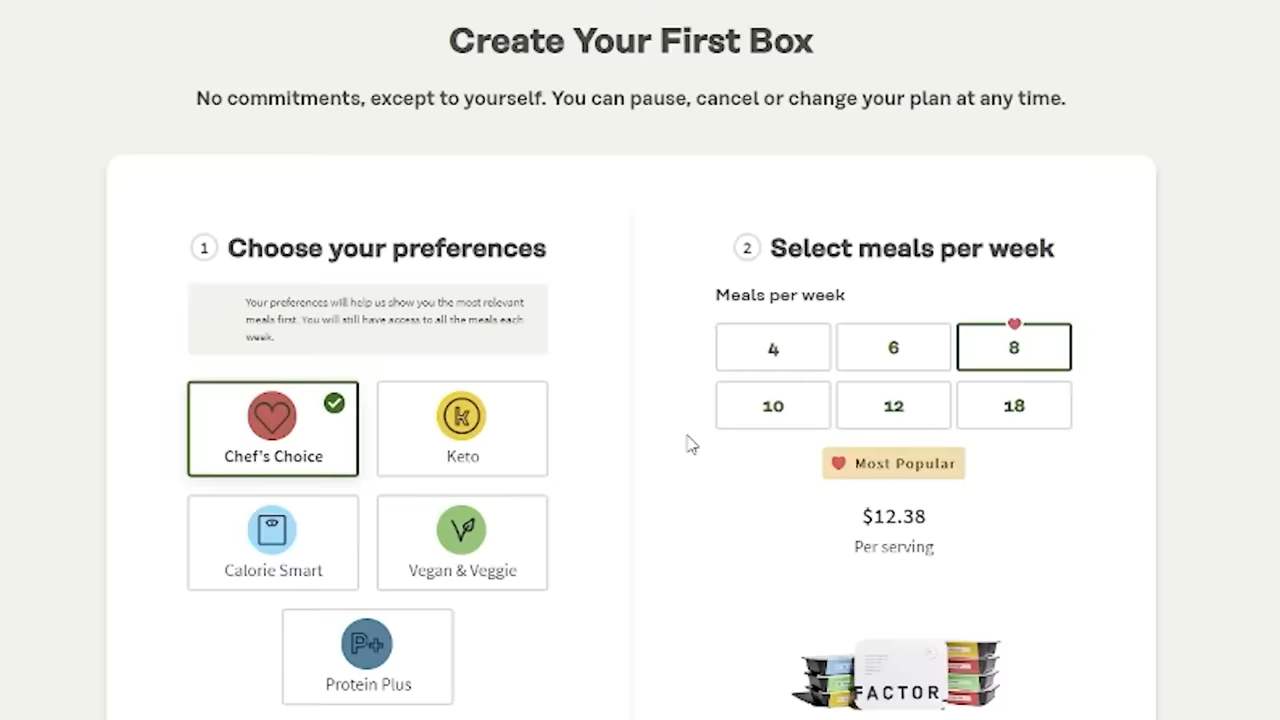 Create Your First Box
No commitments, except to yourself. You can pause, cancel or change your plan at any time.
1 Choose your preferences
Your preferences will help us show you the most relevant
meals first. You will still have access to all the meals each
week.
Chef's Choice
k
Keto
Calorie Smart
Vegan & Veggie
P+
Protein Plus
2 Select meals per week
Meals per week
4 6 8
10 12 18
Most Popular
$12.38
Per serving
FACTOR